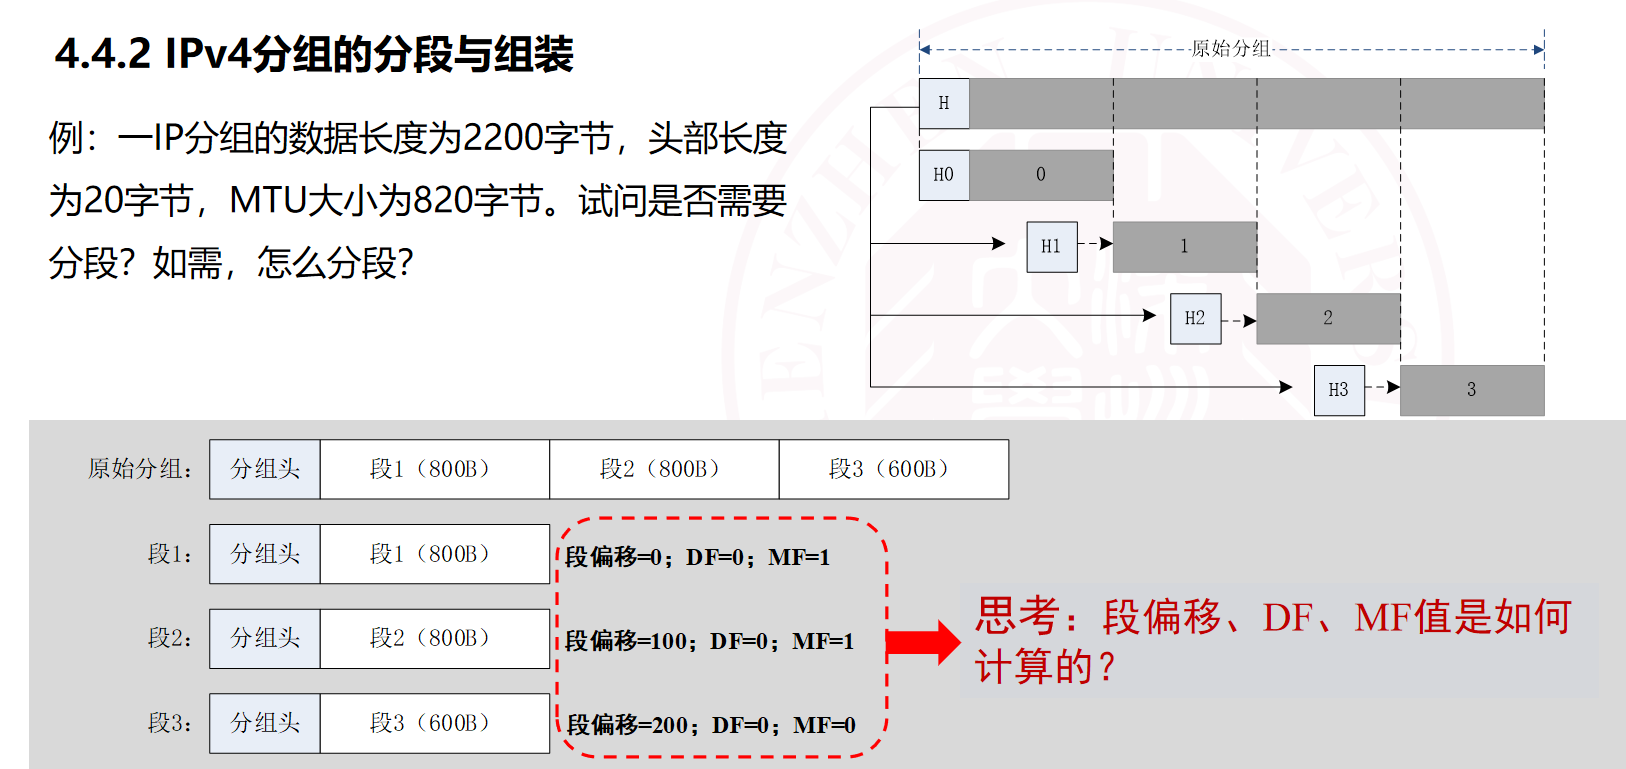 4.4.2 IPv4分组的分段与组装
例：一IP分组的数据长度为2200字节，头部长度
为20字节，MTU大小为820字节。试问是否需要
分段？如需，怎么分段？
原始分组
H
H0
0
H1
1
H2
2
H3
3
原始分组： 分组头 段1（800B） 段2（800B） 段3（600B）
段1： 分组头 段1（800B） 段偏移=0；DF=0；MF=1
段2： 分组头 段2（800B） 段偏移=100；DF=0；MF=1
段3： 分组头 段3（600B） 段偏移=200；DF=0；MF=0
思考：段偏移、DF、MF值是如何
计算的？